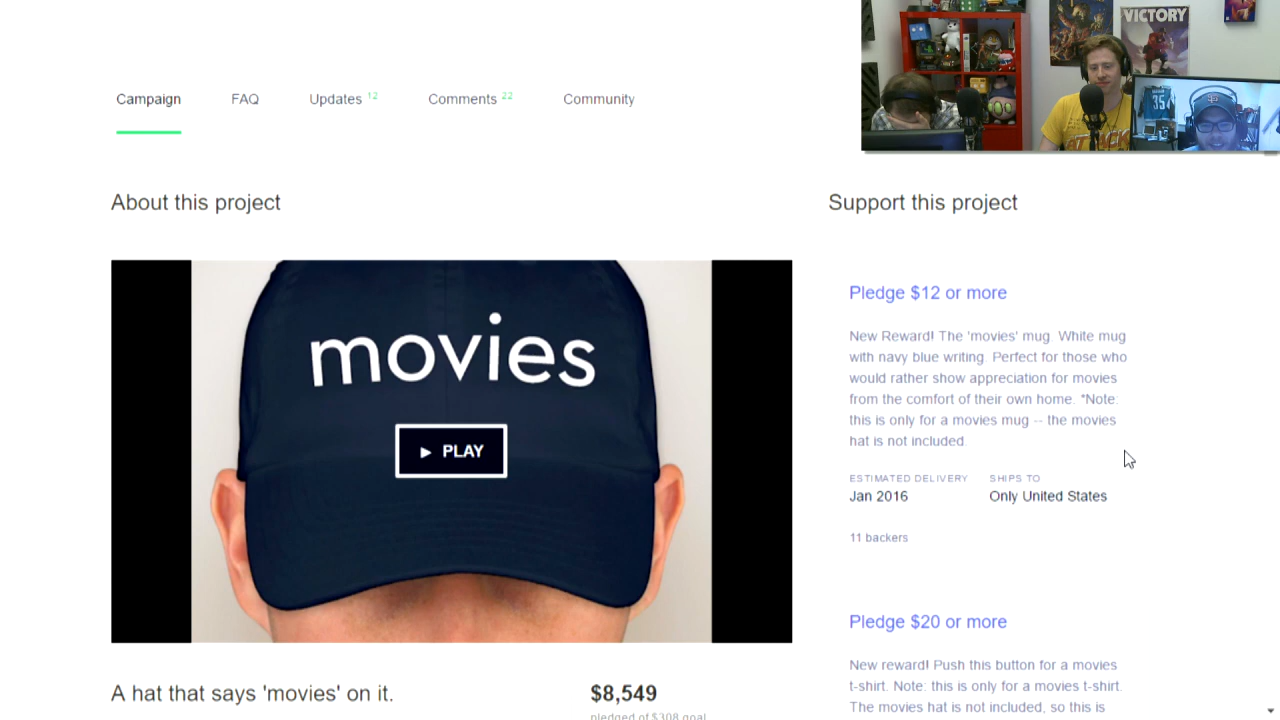 VICTORY
35
Campaign FAQ Updates 12 Comments 22 Community
About this project
movies
PLAY
A hat that says 'movies' on it.
$8,549
pledged of $308 goal
Support this project
Pledge $12 or more
New Reward! The 'movies' mug. White mug
with navy blue writing. Perfect for those who
would rather show appreciation for movies
from the comfort of their own home. *Note:
this is only for a movies mug -- the movies
hat is not included.
ESTIMATED DELIVERY SHIPS TO
Jan 2016 Only United States
11 backers
Pledge $20 or more
New reward! Push this button for a movies
t-shirt. Note: this is only for a movies t-shirt.
The movies hat is not included, so this is